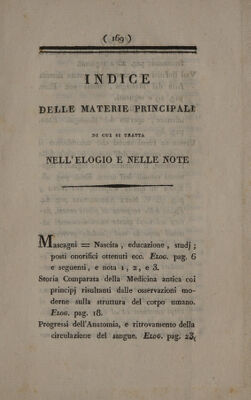 ( 169 )
INDICE
DELLE MATERIE PRINCIPALI
DI CUI SI TRATTA
NELL'ELOGIO E NELLE NOTE
Mascagni = Nascita, educazione, studj;
posti onorifici ottenuti ecc. ELOG. pag. 6
e seguenti, e nota 1, 2, e 3.
Storia Comparata della Medicina antica coi
principj risultanti dalle osservazioni mo-
derne sulla struttura del corpo umano.
ELOG. pag. 18.
Progressi dell'Anatomia, e ritrovamento della
circolazione del sangue. ELOG. pag. 23,